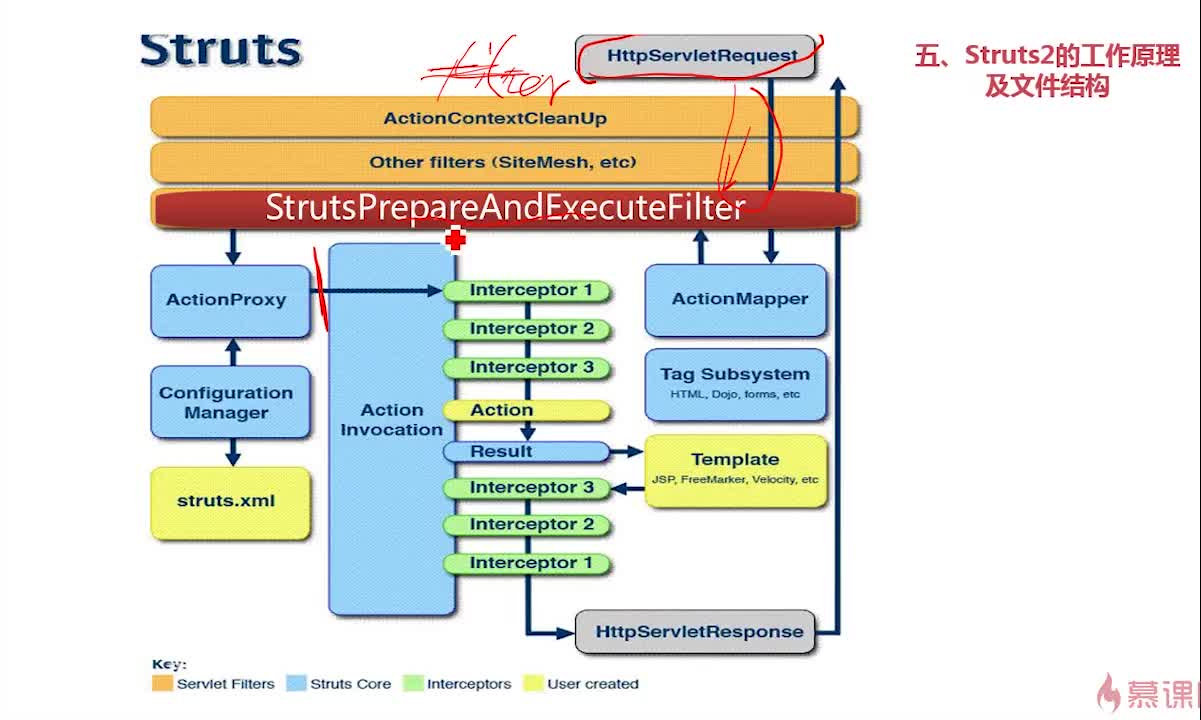 Struts
HttpServletRequest
五、Struts2的工作原理
及文件结构
ActionContextCleanUp
Other filters (SiteMesh, etc)
StrutsPrepareAndExecuteFilter
ActionProxy
Configuration
Manager
struts.xml
Action
Invocation
Interceptor 1
Interceptor 2
Interceptor 3
Action
Result
Interceptor 3
Interceptor 2
Interceptor 1
ActionMapper
Tag Subsystem
HTML, Dojo, forms, etc
Template
JSP, FreeMarker, Velocity, etc
HttpServletResponse
Key:
Servlet Filters
Struts Core
Interceptors
User created
慕课